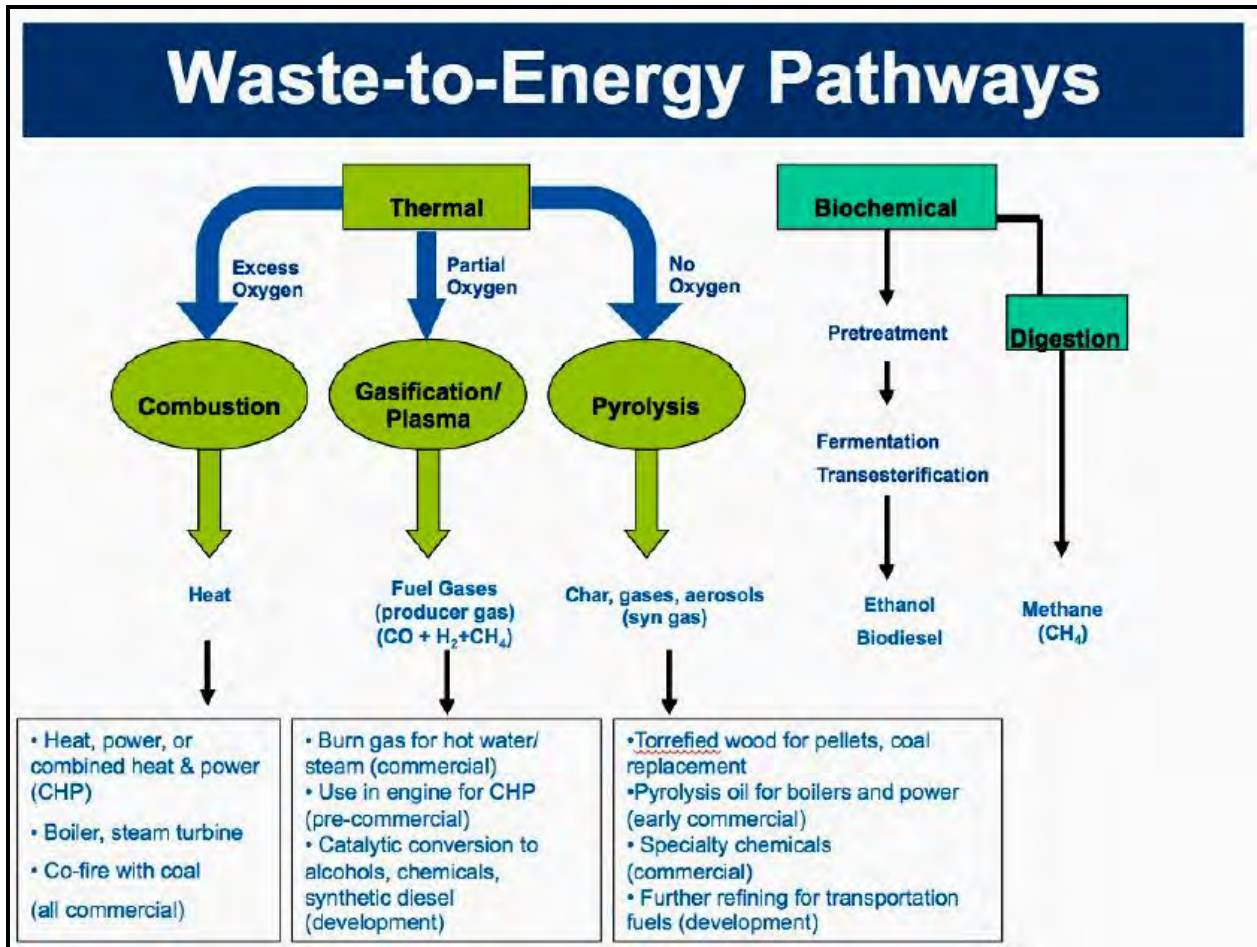 Waste-to-Energy Pathways
Thermal
Biochemical
Excess
Oxygen
Partial
Oxygen
No
Oxygen
Combustion
Gasification/
Plasma
Pyrolysis
Pretreatment
Digestion
Fermentation
Transesterification
Heat
Fuel Gases
(producer gas)
(CO + H₂+CH₄)
Char, gases, aerosols
(syn gas)
Ethanol
Biodiesel
Methane
(CH₄)
• Heat, power, or
combined heat & power
(CHP)
• Boiler, steam turbine
• Co-fire with coal
(all commercial)
• Burn gas for hot water/
steam (commercial)
• Use in engine for CHP
(pre-commercial)
• Catalytic conversion to
alcohols, chemicals,
synthetic diesel
(development)
•Torrefied wood for pellets, coal
replacement
•Pyrolysis oil for boilers and power
(early commercial)
• Specialty chemicals
(commercial)
• Further refining for transportation
fuels (development)